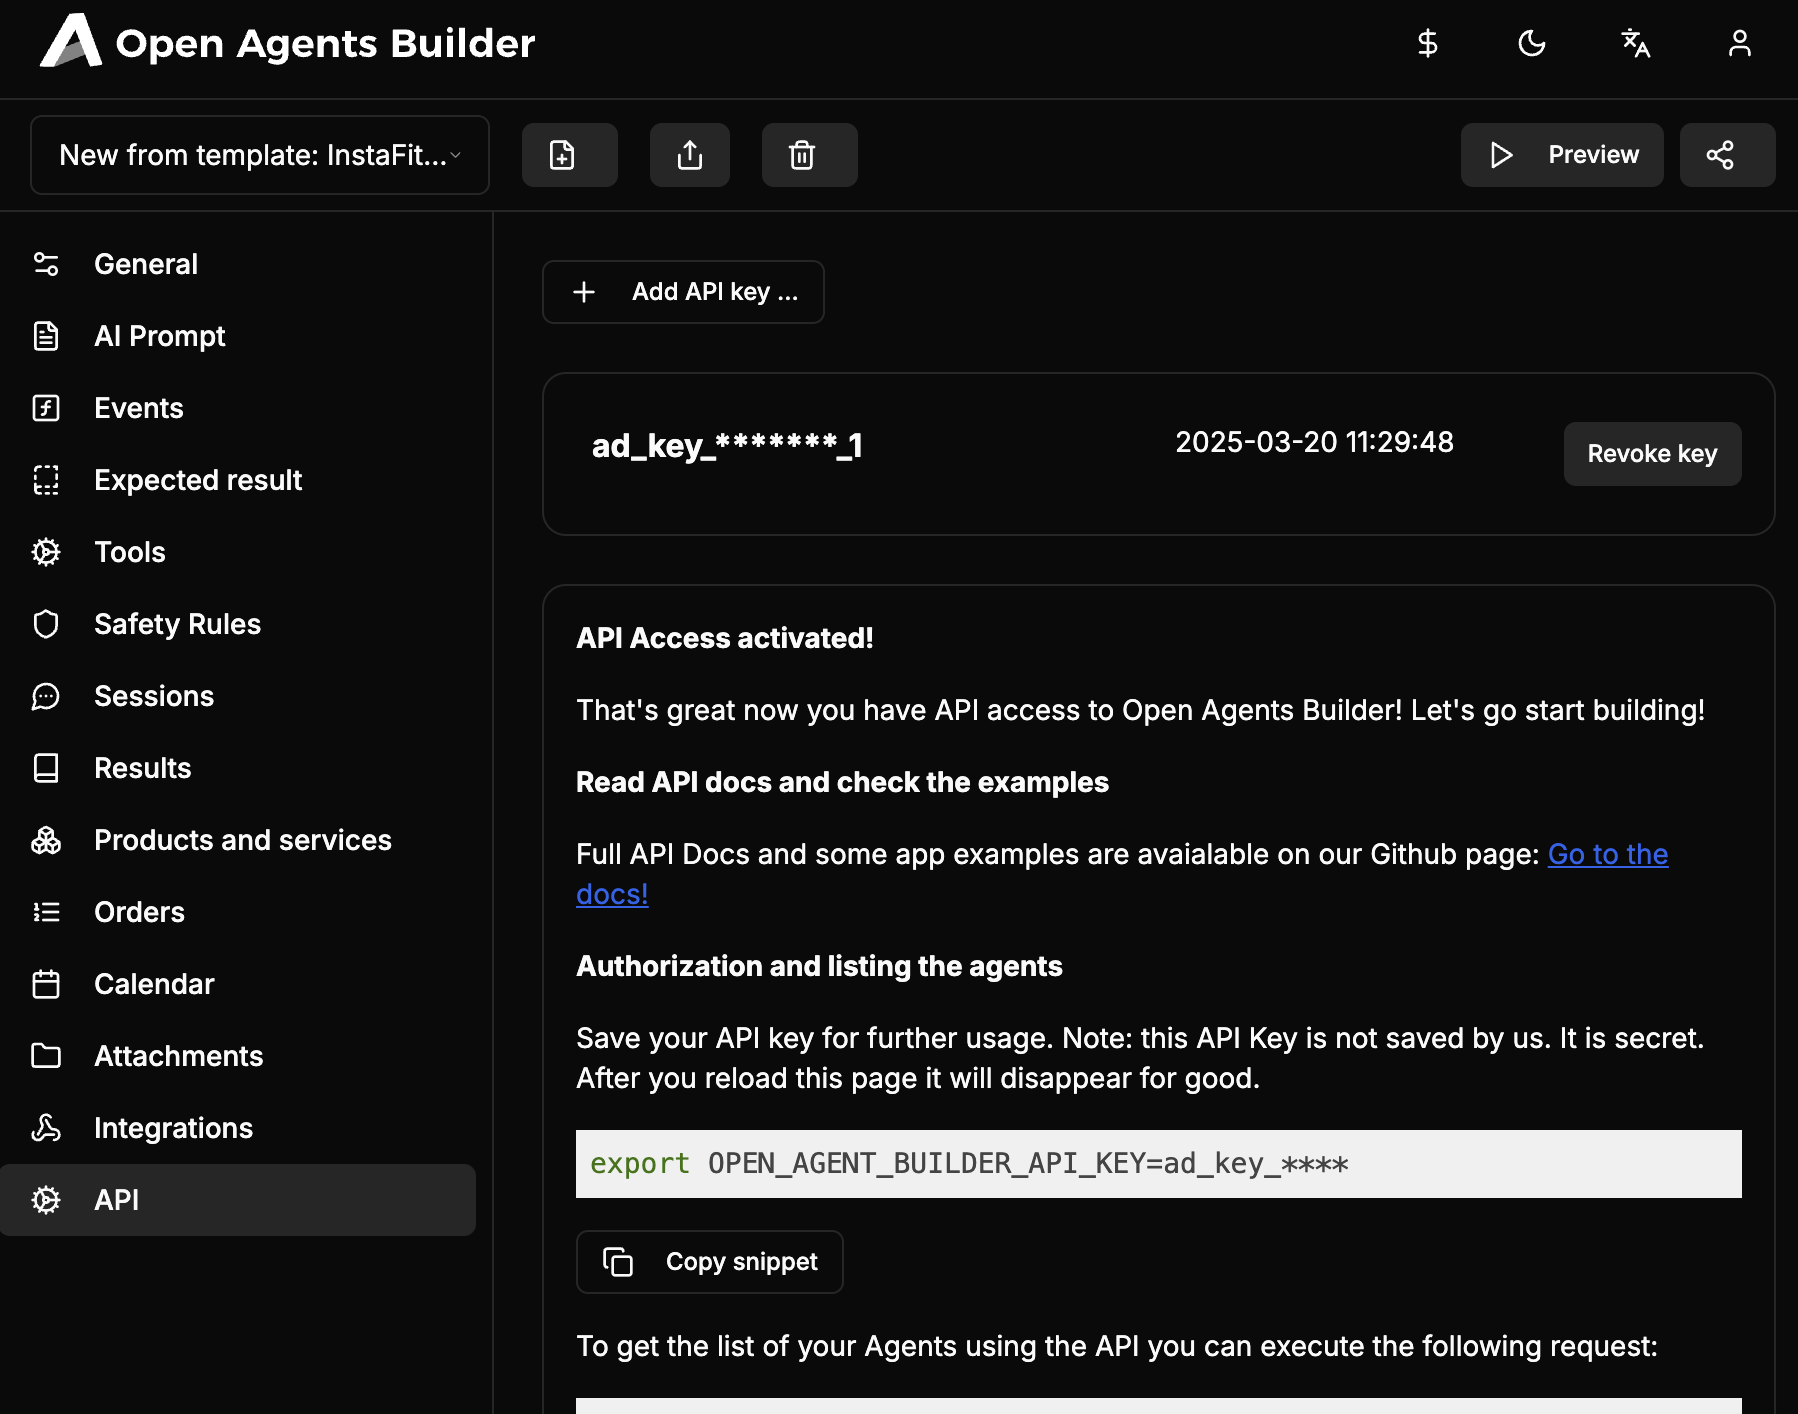 Open Agents Builder
New from template: InstaFit...
Preview
General
AI Prompt
Events
Expected result
Tools
Safety Rules
Sessions
Results
Products and services
Orders
Calendar
Attachments
Integrations
API
Add API key ...
ad_key_*******_1
2025-03-20 11:29:48
Revoke key
API Access activated!
That's great now you have API access to Open Agents Builder! Let's go start building!
Read API docs and check the examples
Full API Docs and some app examples are avaialable on our Github page: Go to the
docs!
Authorization and listing the agents
Save your API key for further usage. Note: this API Key is not saved by us. It is secret.
After you reload this page it will disappear for good.
export OPEN_AGENT_BUILDER_API_KEY=ad_key_****
Copy snippet
To get the list of your Agents using the API you can execute the following request: